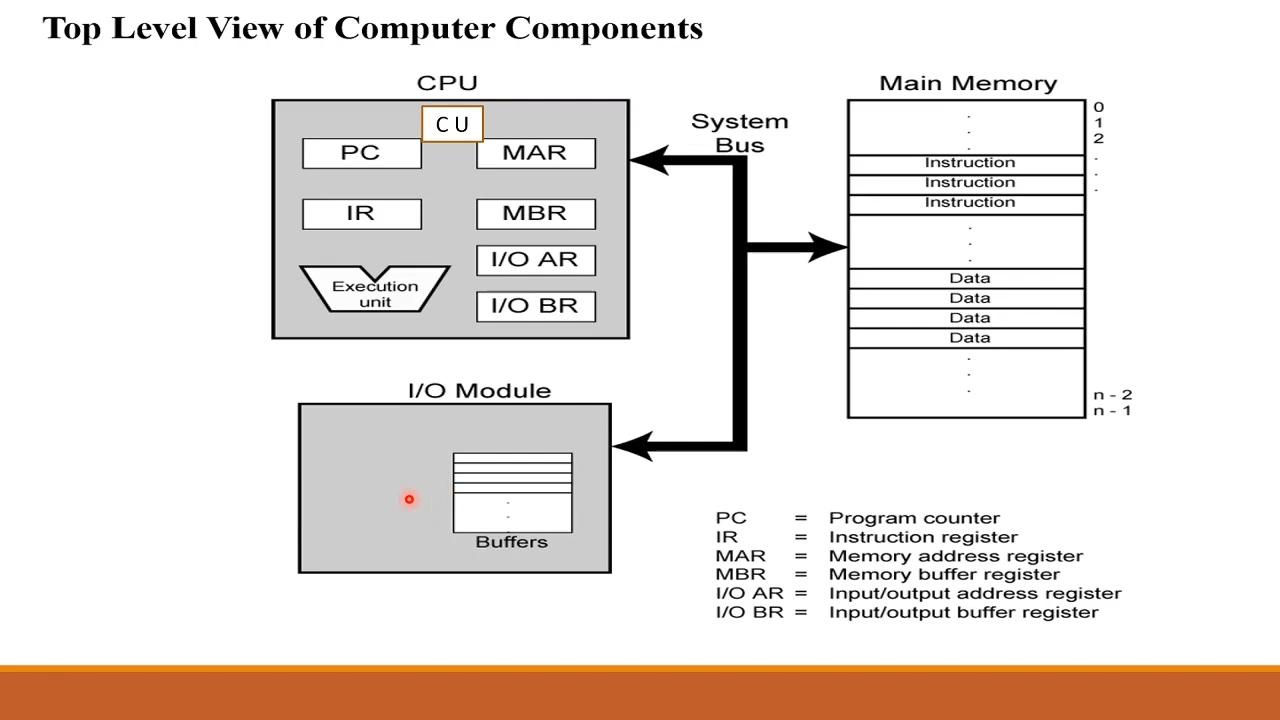 Top Level View of Computer Components
CPU
C U
PC
MAR
IR
MBR
I/O AR
Execution
unit
I/O BR
System
Bus
Main Memory
0
1
2
.
.
.
Instruction
Instruction
Instruction
Data
Data
Data
Data
n - 2
n - 1
I/O Module
Buffers
PC = Program counter
IR = Instruction register
MAR = Memory address register
MBR = Memory buffer register
I/O AR = Input/output address register
I/O BR = Input/output buffer register